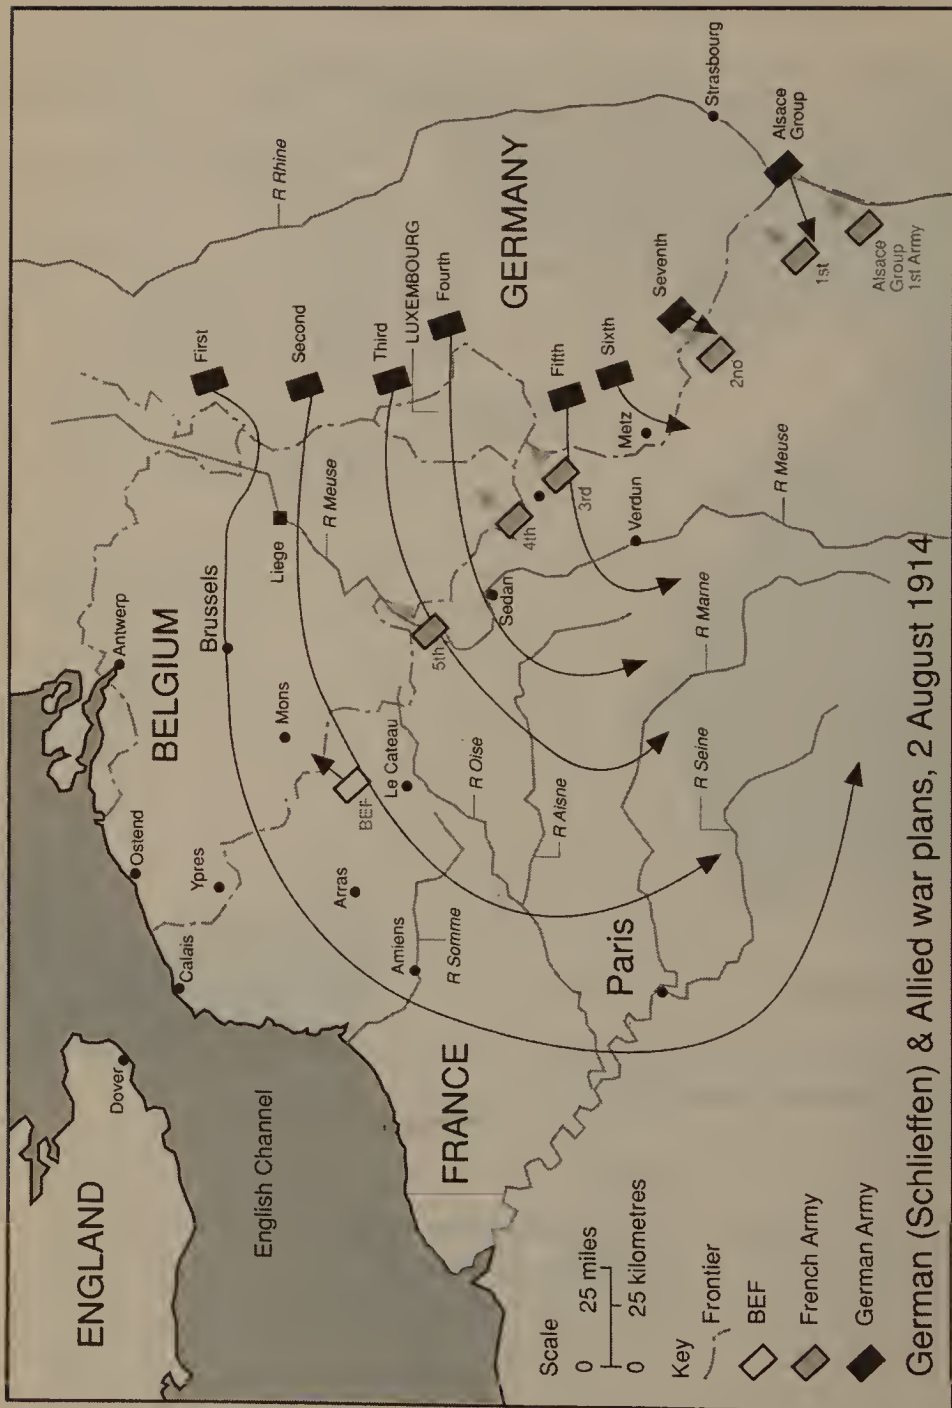 ENGLAND
Dover
English Channel
Calais
Ostend
Ypres
Antwerp
BELGIUM
Brussels
Mons
Liege
R Meuse
BEF
Le Cateau
Arras
Amiens
R Somme
R Oise
R Aisne
FRANCE
Paris
R Seine
R Marne
Sedan
Verdun
R Meuse
Metz
5th
4th
3rd
2no
1st
Alsace
Group
1st Army
First
Second
Third
LUXEMBOURG
Fourth
Fifth
Sixth
Seventh
Alsace
Group
GERMANY
R Rhine
Strasbourg
Scale
0 25 miles
0 25 kilometres
Key
Frontier
BEF
French Army
German Army
German (Schlieffen) & Allied war plans, 2 August 1914